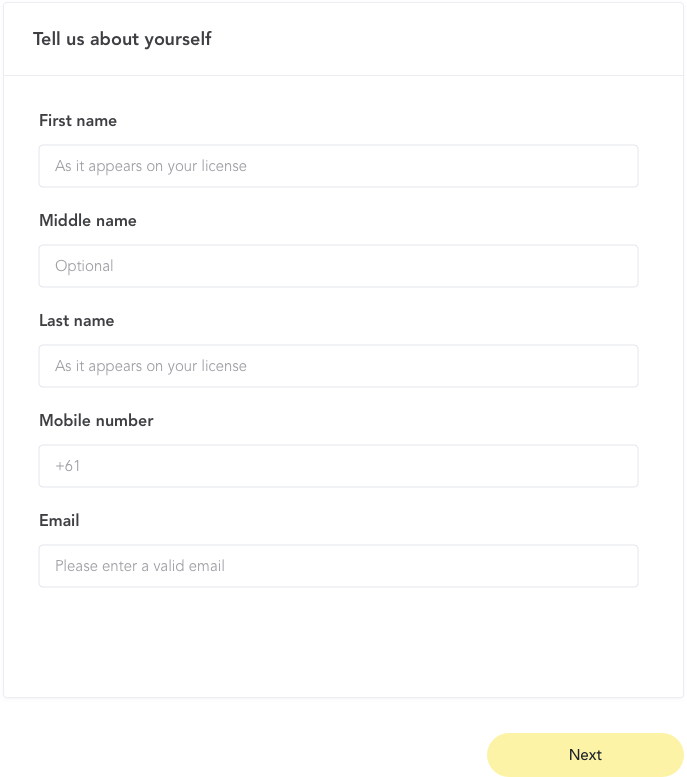 Tell us about yourself
First name
As it appears on your license
Middle name
Optional
Last name
As it appears on your license
Mobile number
+61
Email
Please enter a valid email
Next